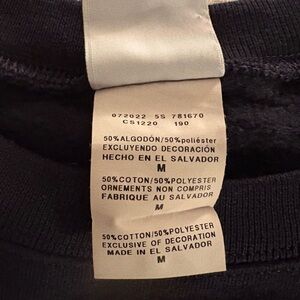 072022 5S 781670
CS1220 190
50%ALGODÓN/50%poliéster
EXCLUYENDO DECORACIÓN
HECHO EN EL SALVADOR
M
50%COTON/50%POLYESTER
ORNEMENTS NON COMPRIS
FABRIQUE AU SALVADOR
M
50%COTTON/50%POLYESTER
EXCLUSIVE OF DECORATION
MADE IN EL SALVADOR
M